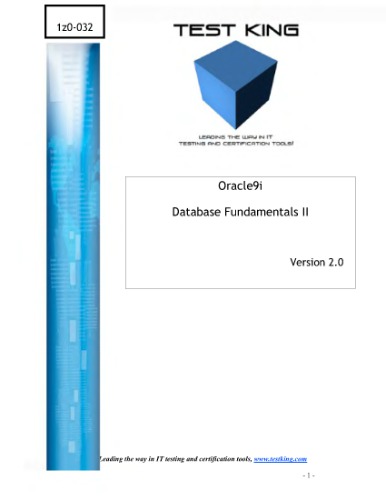 1z0-032
TEST KING
LEADING THE WAY IN IT
TESTING AND CERTIFICATION TOOLS!
Oracle9i
Database Fundamentals II
Version 2.0
Leading the way in IT testing and certification tools, www.testking.com
- 1 -